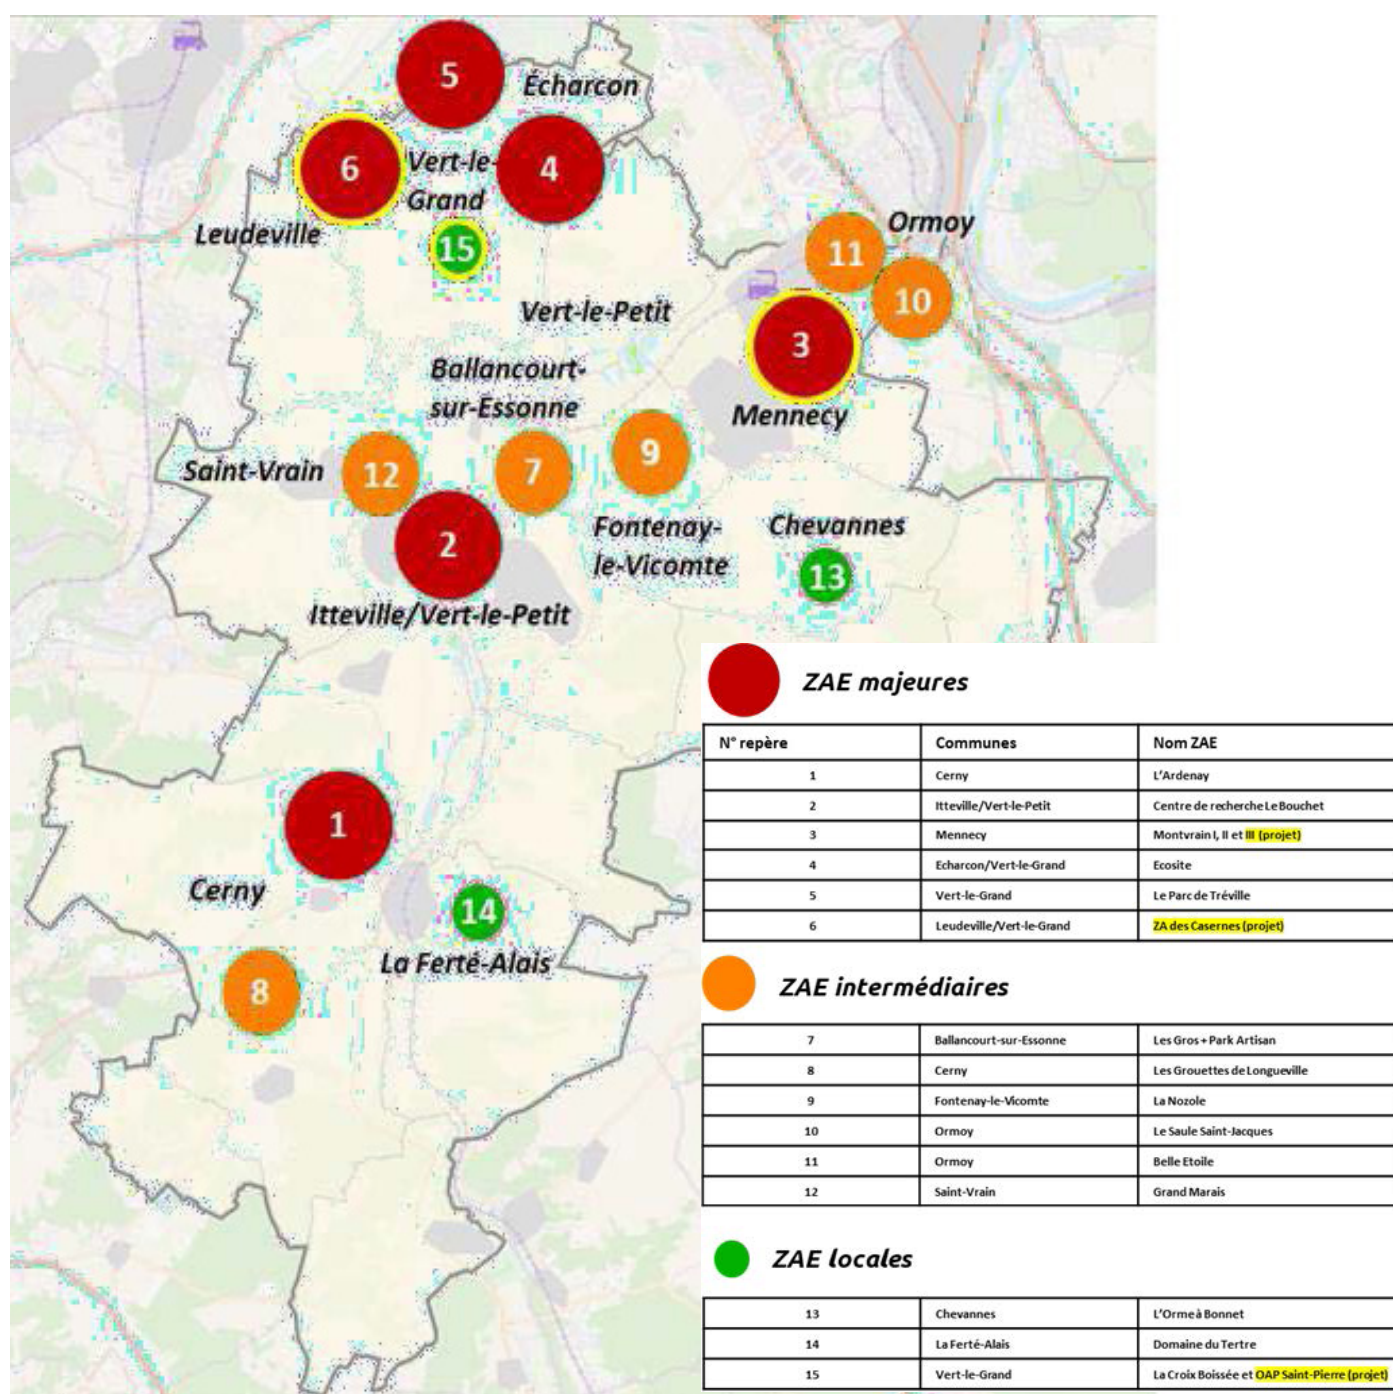 5
Écharcon
6
Vert-le-
Grand
4
Leudeville
15
Ormoy
11
10
Vert-le-Petit
3
Ballancourt-
sur-Essonne
Mennecy
Saint-Vrain
12
7
9
2
Fontenay-
le-Vicomte
Chevannes
13
Itteville/Vert-le-Petit
1
Cerny
14
La Ferté-Alais
8
ZAE majeures
N° repère Communes Nom ZAE
1 Cerny L'Ardenay
2 Itteville/Vert-le-Petit Centre de recherche Le Bouchet
3 Mennecy Montvrain I, II et III (projet)
4 Echarcon/Vert-le-Grand Ecosite
5 Vert-le-Grand Le Parc de Tréville
6 Leudeville/Vert-le-Grand ZA des Casernes (projet)
ZAE intermédiaires
7 Ballancourt-sur-Essonne Les Gros + Park Artisan
8 Cerny Les Grouettes de Longueville
9 Fontenay-le-Vicomte La Nozole
10 Ormoy Le Saule Saint-Jacques
11 Ormoy Belle Etoile
12 Saint-Vrain Grand Marais
ZAE locales
13 Chevannes L'Orme à Bonnet
14 La Ferté-Alais Domaine du Tertre
15 Vert-le-Grand La Croix Boissée et OAP Saint-Pierre (projet)